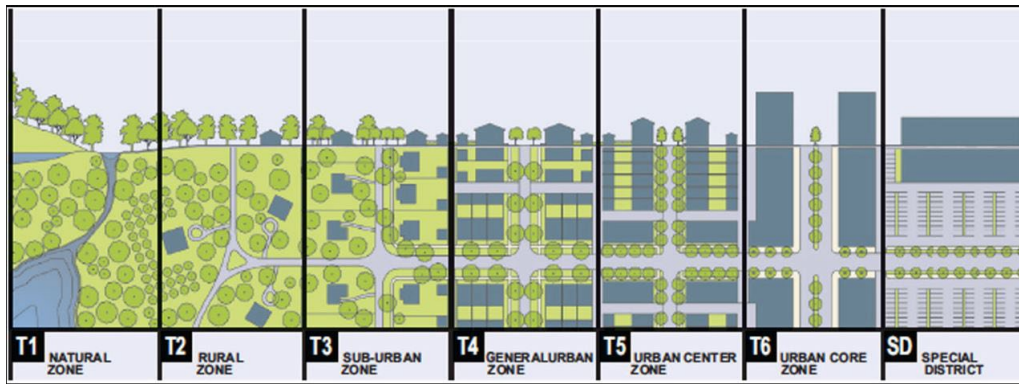 T1 NATURAL
ZONE
T2 RURAL
ZONE
T3 SUB-URBAN
ZONE
T4 GENERALURBAN
ZONE
T5 URBAN CENTER
ZONE
T6 URBAN CORE
ZONE
SD SPECIAL
DISTRICT